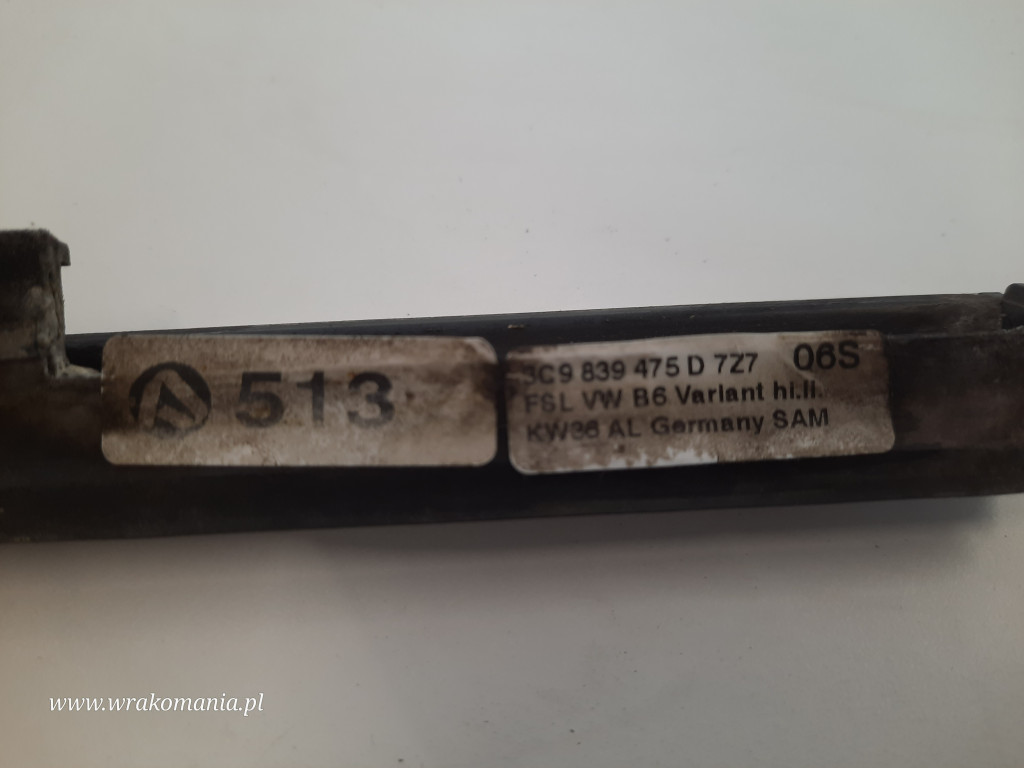 513
3C9 839 475 D 7Z7 06S
FSL VW B6 Variant hi.li.
KW36 AL Germany SAM
www.wrakomania.pl